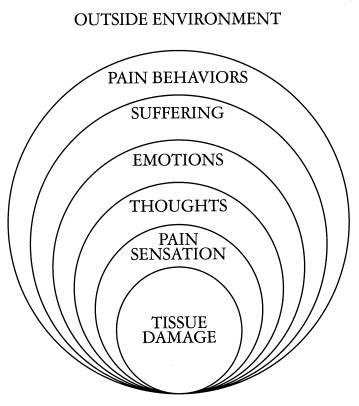 OUTSIDE ENVIRONMENT
PAIN BEHAVIORS
SUFFERING
EMOTIONS
THOUGHTS
PAIN
SENSATION
TISSUE
DAMAGE